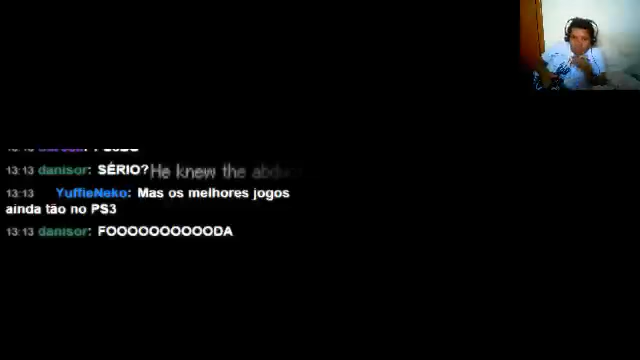 13:13 danisor: SÉRIO?
He knew the
13:13 YuffieNeko: Mas os melhores jogos
ainda tão no PS3
13:13 danisor: FOOOOOOOOOODA